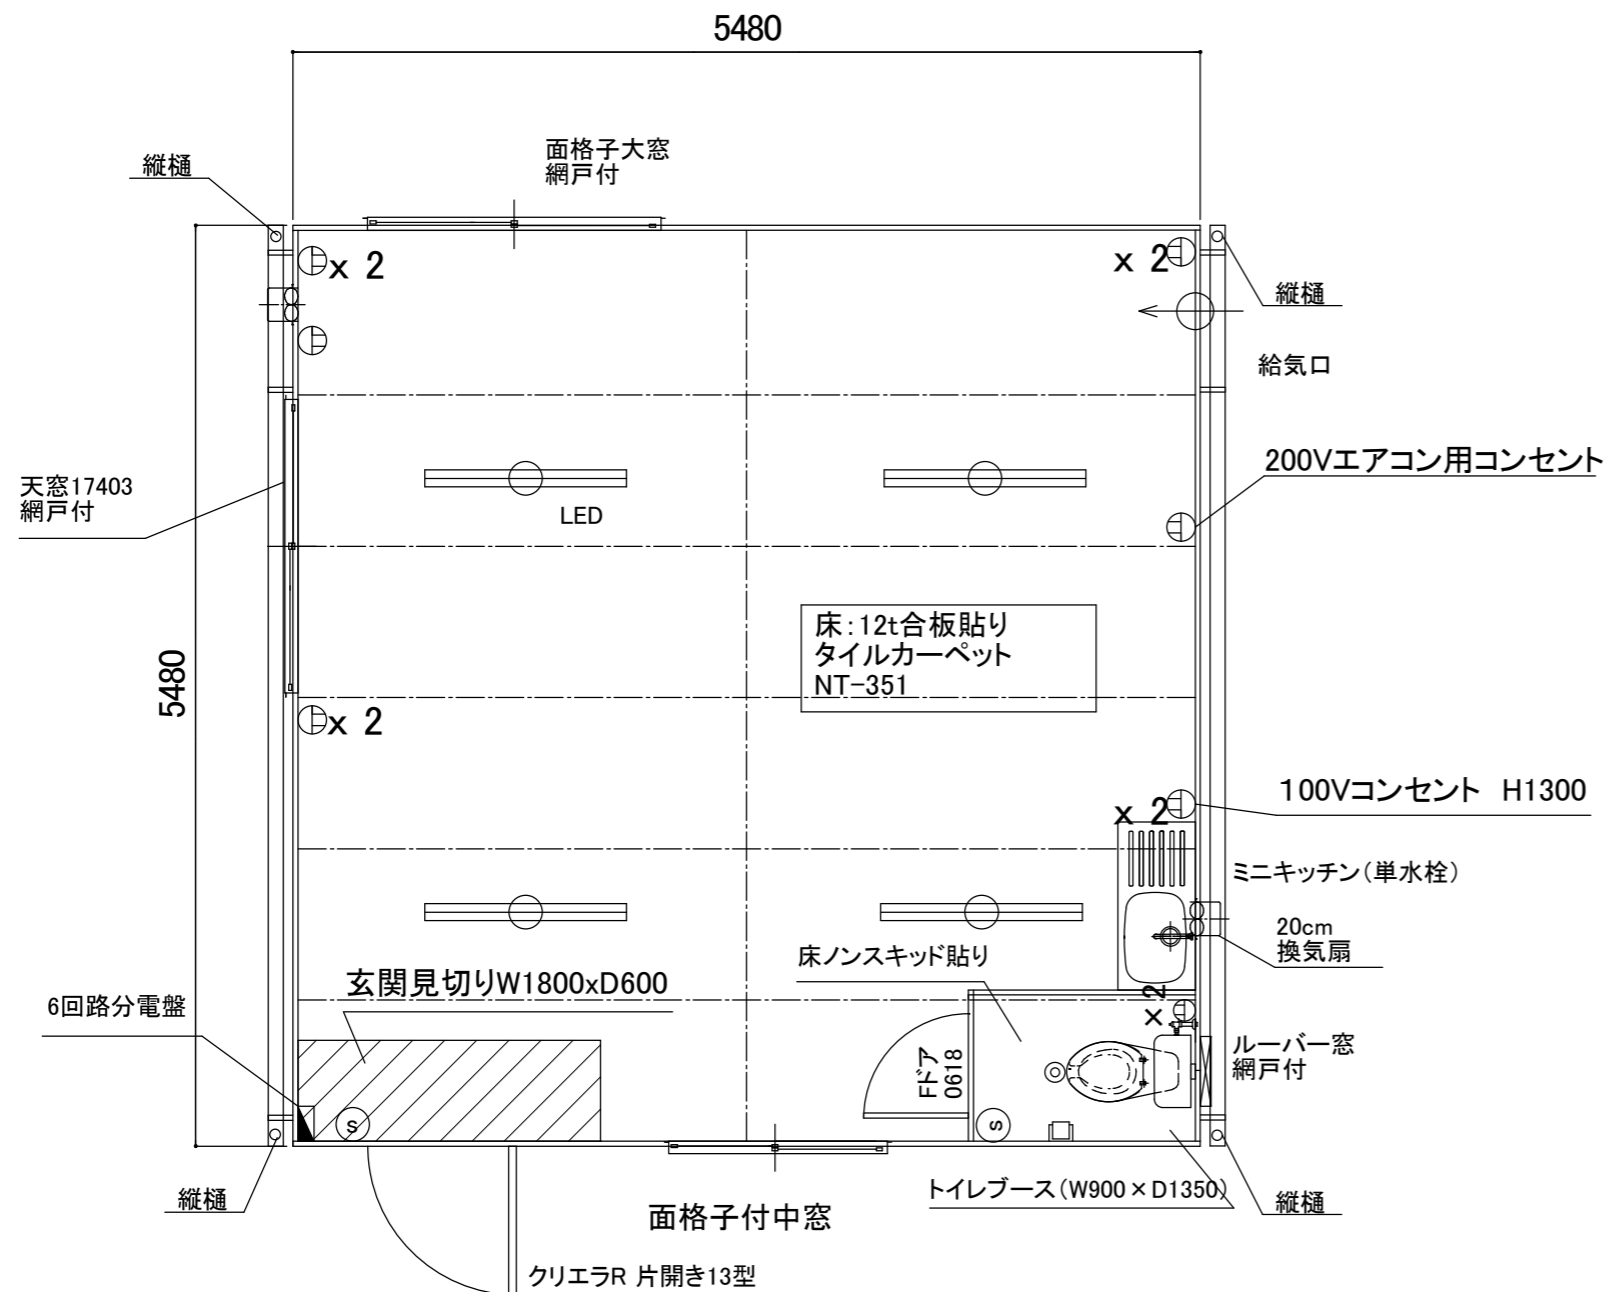 5480
面格子大窓
網戸付
縦樋
x 2
x 2
縦樋
給気口
200Vエアコン用コンセント
天窓17403
網戸付
LED
床:12t合板貼り
タイルカーペット
NT-351
5480
x 2
100Vコンセント H1300
x 2
ミニキッチン(単水栓)
20cm
換気扇
床ノンスキッド貼り
玄関見切りW1800xD600
6回路分電盤
x 2
ルーバー窓
網戸付
Fドア
0618
S
S
トイレブース(W900×D1350)
縦樋
縦樋
面格子付中窓
クリエラR 片開き13型